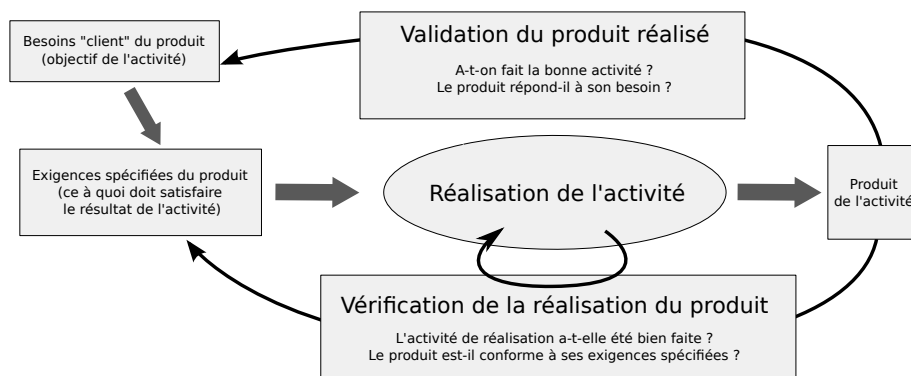 Besoins "client" du produit
(objectif de l'activité)
Validation du produit réalisé
A-t-on fait la bonne activité ?
Le produit répond-il à son besoin ?
Exigences spécifiées du produit
(ce à quoi doit satisfaire
le résultat de l'activité)
Réalisation de l'activité
Produit
de l'activité
Vérification de la réalisation du produit
L'activité de réalisation a-t-elle été bien faite ?
Le produit est-il conforme à ses exigences spécifiées ?